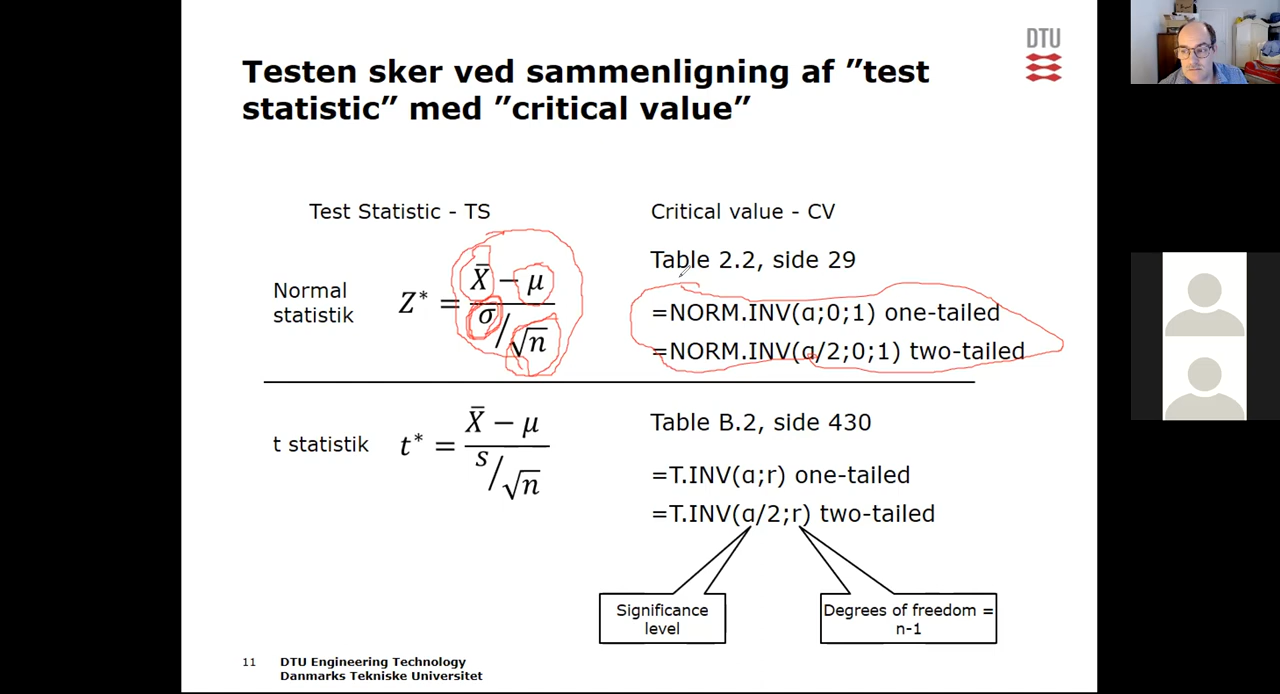 DTU
Testen sker ved sammenligning af ”test
statistic” med ”critical value”
Test Statistic - TS
Critical value - CV
Normal
statistik
Z* = X̄ − μ / σ/√n
Table 2.2, side 29
=NORM.INV(α;0;1) one-tailed
=NORM.INV(α/2;0;1) two-tailed
t statistik
t* = X̄ − μ / s/√n
Table B.2, side 430
=T.INV(α;r) one-tailed
=T.INV(α/2;r) two-tailed
Significance
level
Degrees of freedom =
n-1
11
DTU Engineering Technology
Danmarks Tekniske Universitet